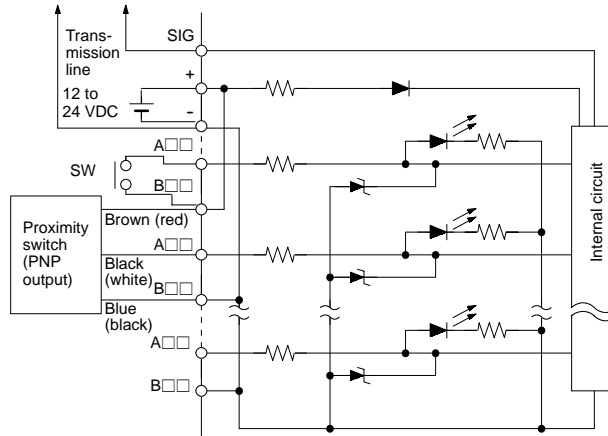 Trans-
mission
line
SIG
+
12 to
24 VDC
-
A□□
SW
B□□
Brown (red)
Proximity
switch
(PNP
output)
A□□
Black
(white)
B□□
Blue
(black)
A□□
B□□
Internal circuit